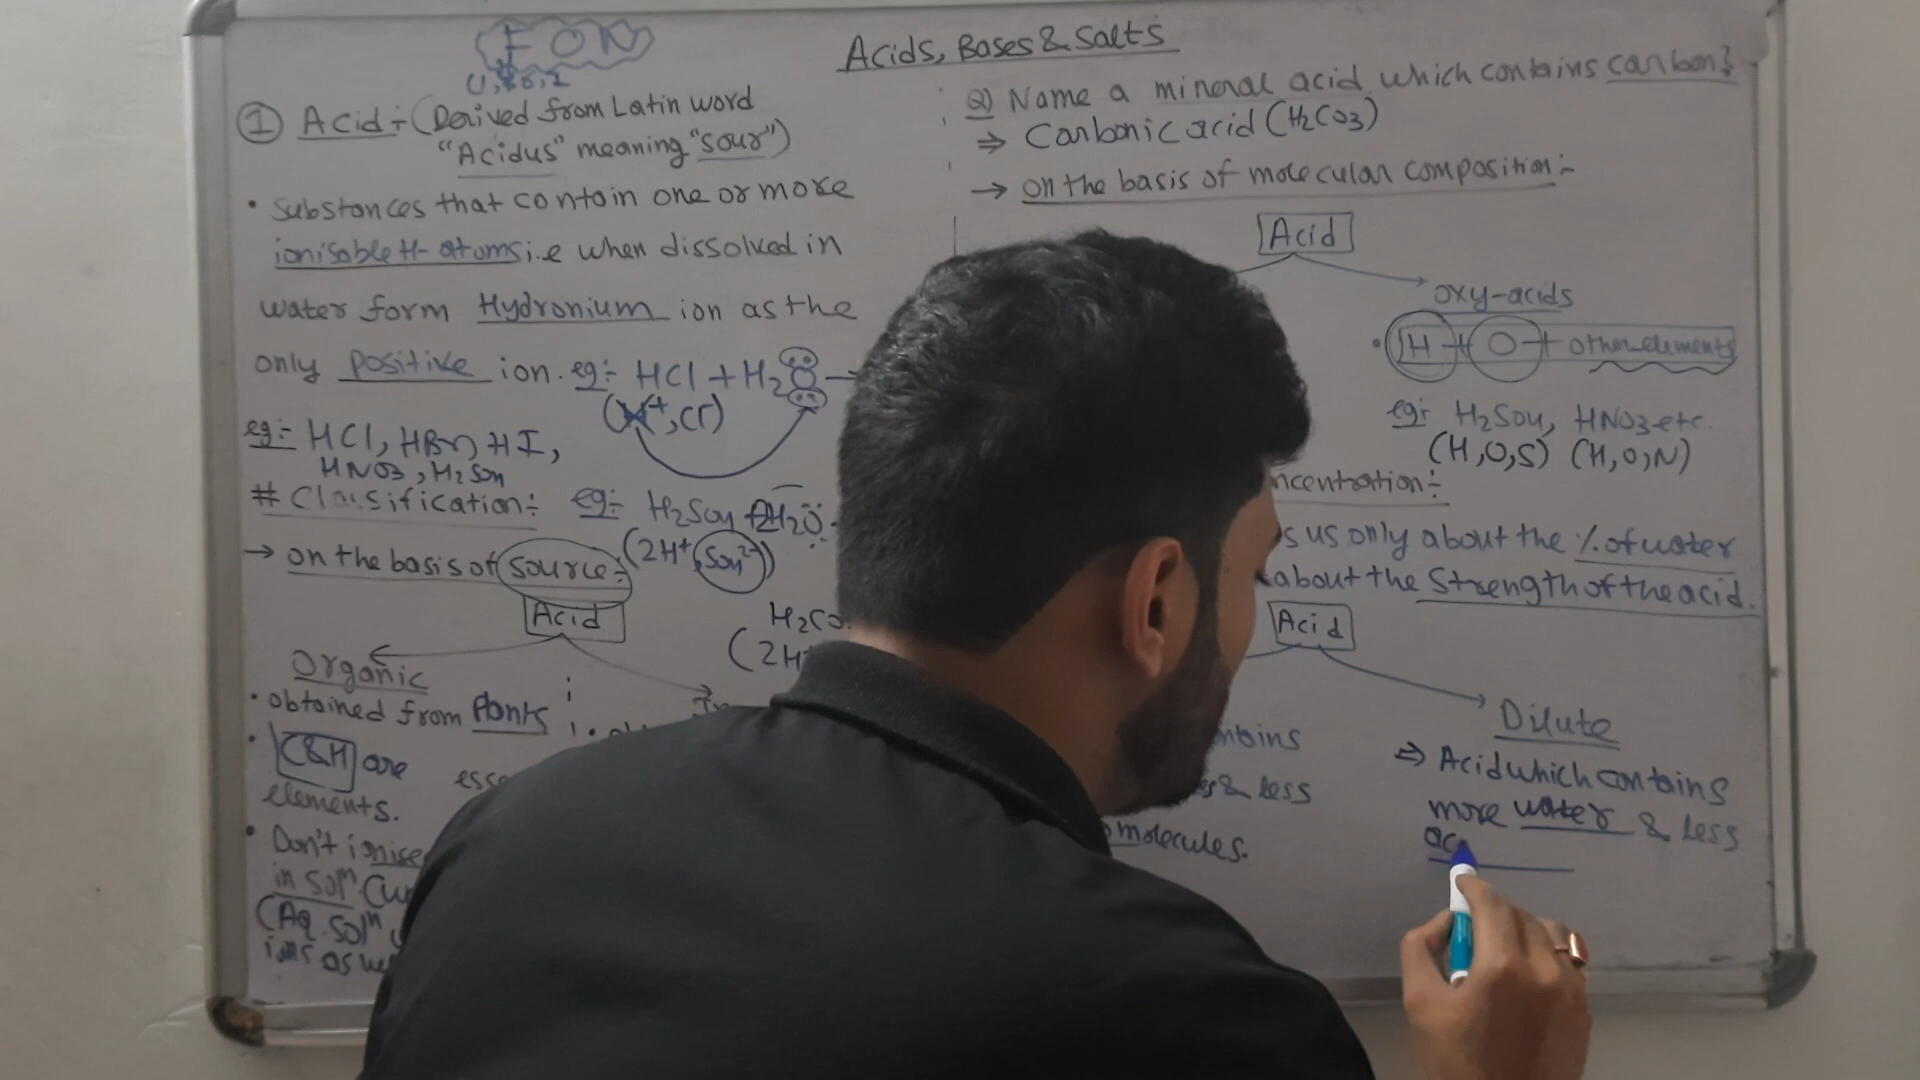 FON
Acids, Bases & Salts
① Acid :- (Derived from Latin word
"Acidus" meaning "sour")
• Substances that contain one or more
ionisable H-atoms i.e when dissolved in
water form Hydronium ion as the
only positive ion. eg:- HCl + H2O
(H+, Cl-)
eg:- HCl, HBr, HI,
HNO3, H2SO4
# Classification:- eg:- H2SO4 + 2H2O
→ on the basis of source:- (2H+, SO4 2-)
Acid
H2CO
(2H+
Organic
• obtained from Plants
• C&H are
elements.
• Don't ionise
in solⁿ
(Aq. solⁿ
ions as we
Q) Name a mineral acid which contains carbon?
⇒ Carbonic acid (H2CO3)
→ on the basis of molecular composition:-
Acid
oxy-acids
• H + O + other elements
eg:- H2SO4, HNO3 etc.
(H,O,S) (H,O,N)
ncentration:-
s us only about the % of water
about the Strength of the acid.
Acid
ntains
& less
molecules.
Dilute
⇒ Acid which contains
more water & less
ac